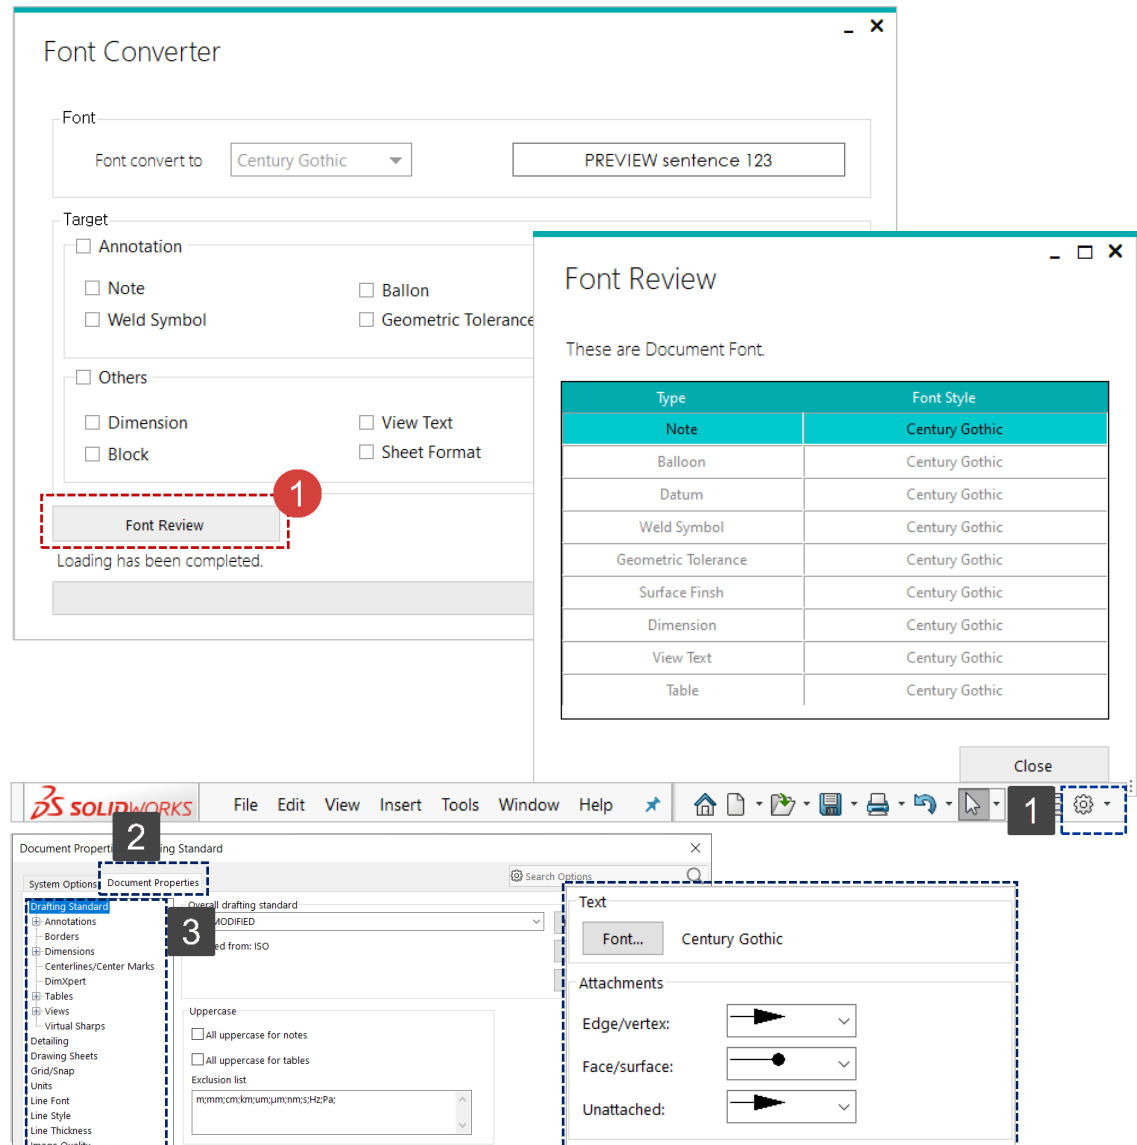 Font Converter
Font
Font convert to
Century Gothic
PREVIEW sentence 123
Target
Annotation
Note
Ballon
Weld Symbol
Geometric Tolerance
Others
Dimension
View Text
Block
Sheet Format
1
Font Review
Loading has been completed.
Font Review
These are Document Font.
Type Font Style
Note Century Gothic
Balloon Century Gothic
Datum Century Gothic
Weld Symbol Century Gothic
Geometric Tolerance Century Gothic
Surface Finsh Century Gothic
Dimension Century Gothic
View Text Century Gothic
Table Century Gothic
Close
SOLIDWORKS File Edit View Insert Tools Window Help
1
2
Document Properti ing Standard
Search Options
System Options Document Properties
3
Drafting Standard
Annotations
Borders
Dimensions
Centerlines/Center Marks
DimXpert
Tables
Views
Virtual Sharps
Detailing
Drawing Sheets
Grid/Snap
Units
Line Font
Line Style
Line Thickness
Image Quality
Overall drafting standard
MODIFIED
ed from: ISO
Uppercase
All uppercase for notes
All uppercase for tables
Exclusion list
m;mm;cm;km;um;µm;nm;s;Hz;Pa;
Text
Font... Century Gothic
Attachments
Edge/vertex:
Face/surface:
Unattached: